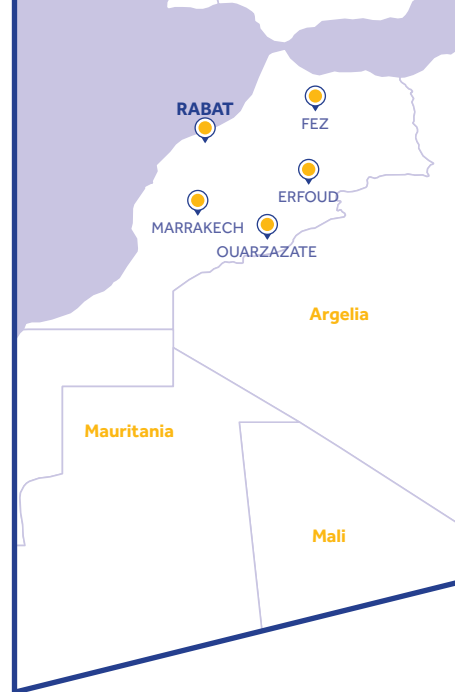 RABAT
FEZ
ERFOUD
MARRAKECH
OUARZAZATE
Argelia
Mauritania
Mali